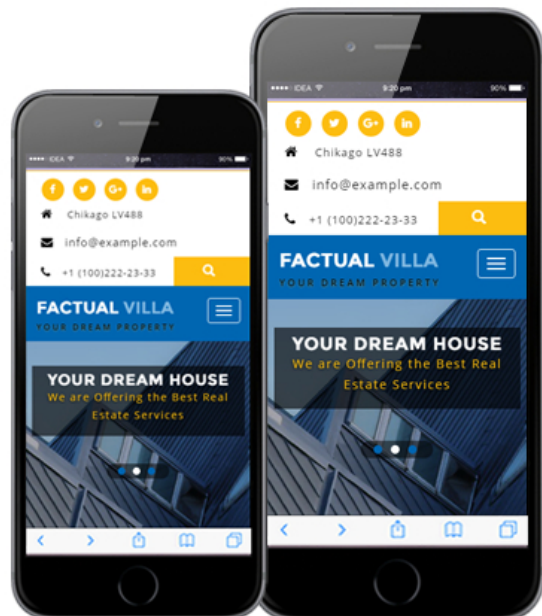 IDEA 9:20 pm 90%
f G+ in
Chikago LV488
info@example.com
+1 (100)222-23-33
FACTUAL VILLA
YOUR DREAM PROPERTY
YOUR DREAM HOUSE
We are Offering the Best Real
Estate Services
IDEA 9:20 pm 90%
f G+ in
Chikago LV488
info@example.com
+1 (100)222-23-33
FACTUAL VILLA
YOUR DREAM PROPERTY
YOUR DREAM HOUSE
We are Offering the Best Real
Estate Services